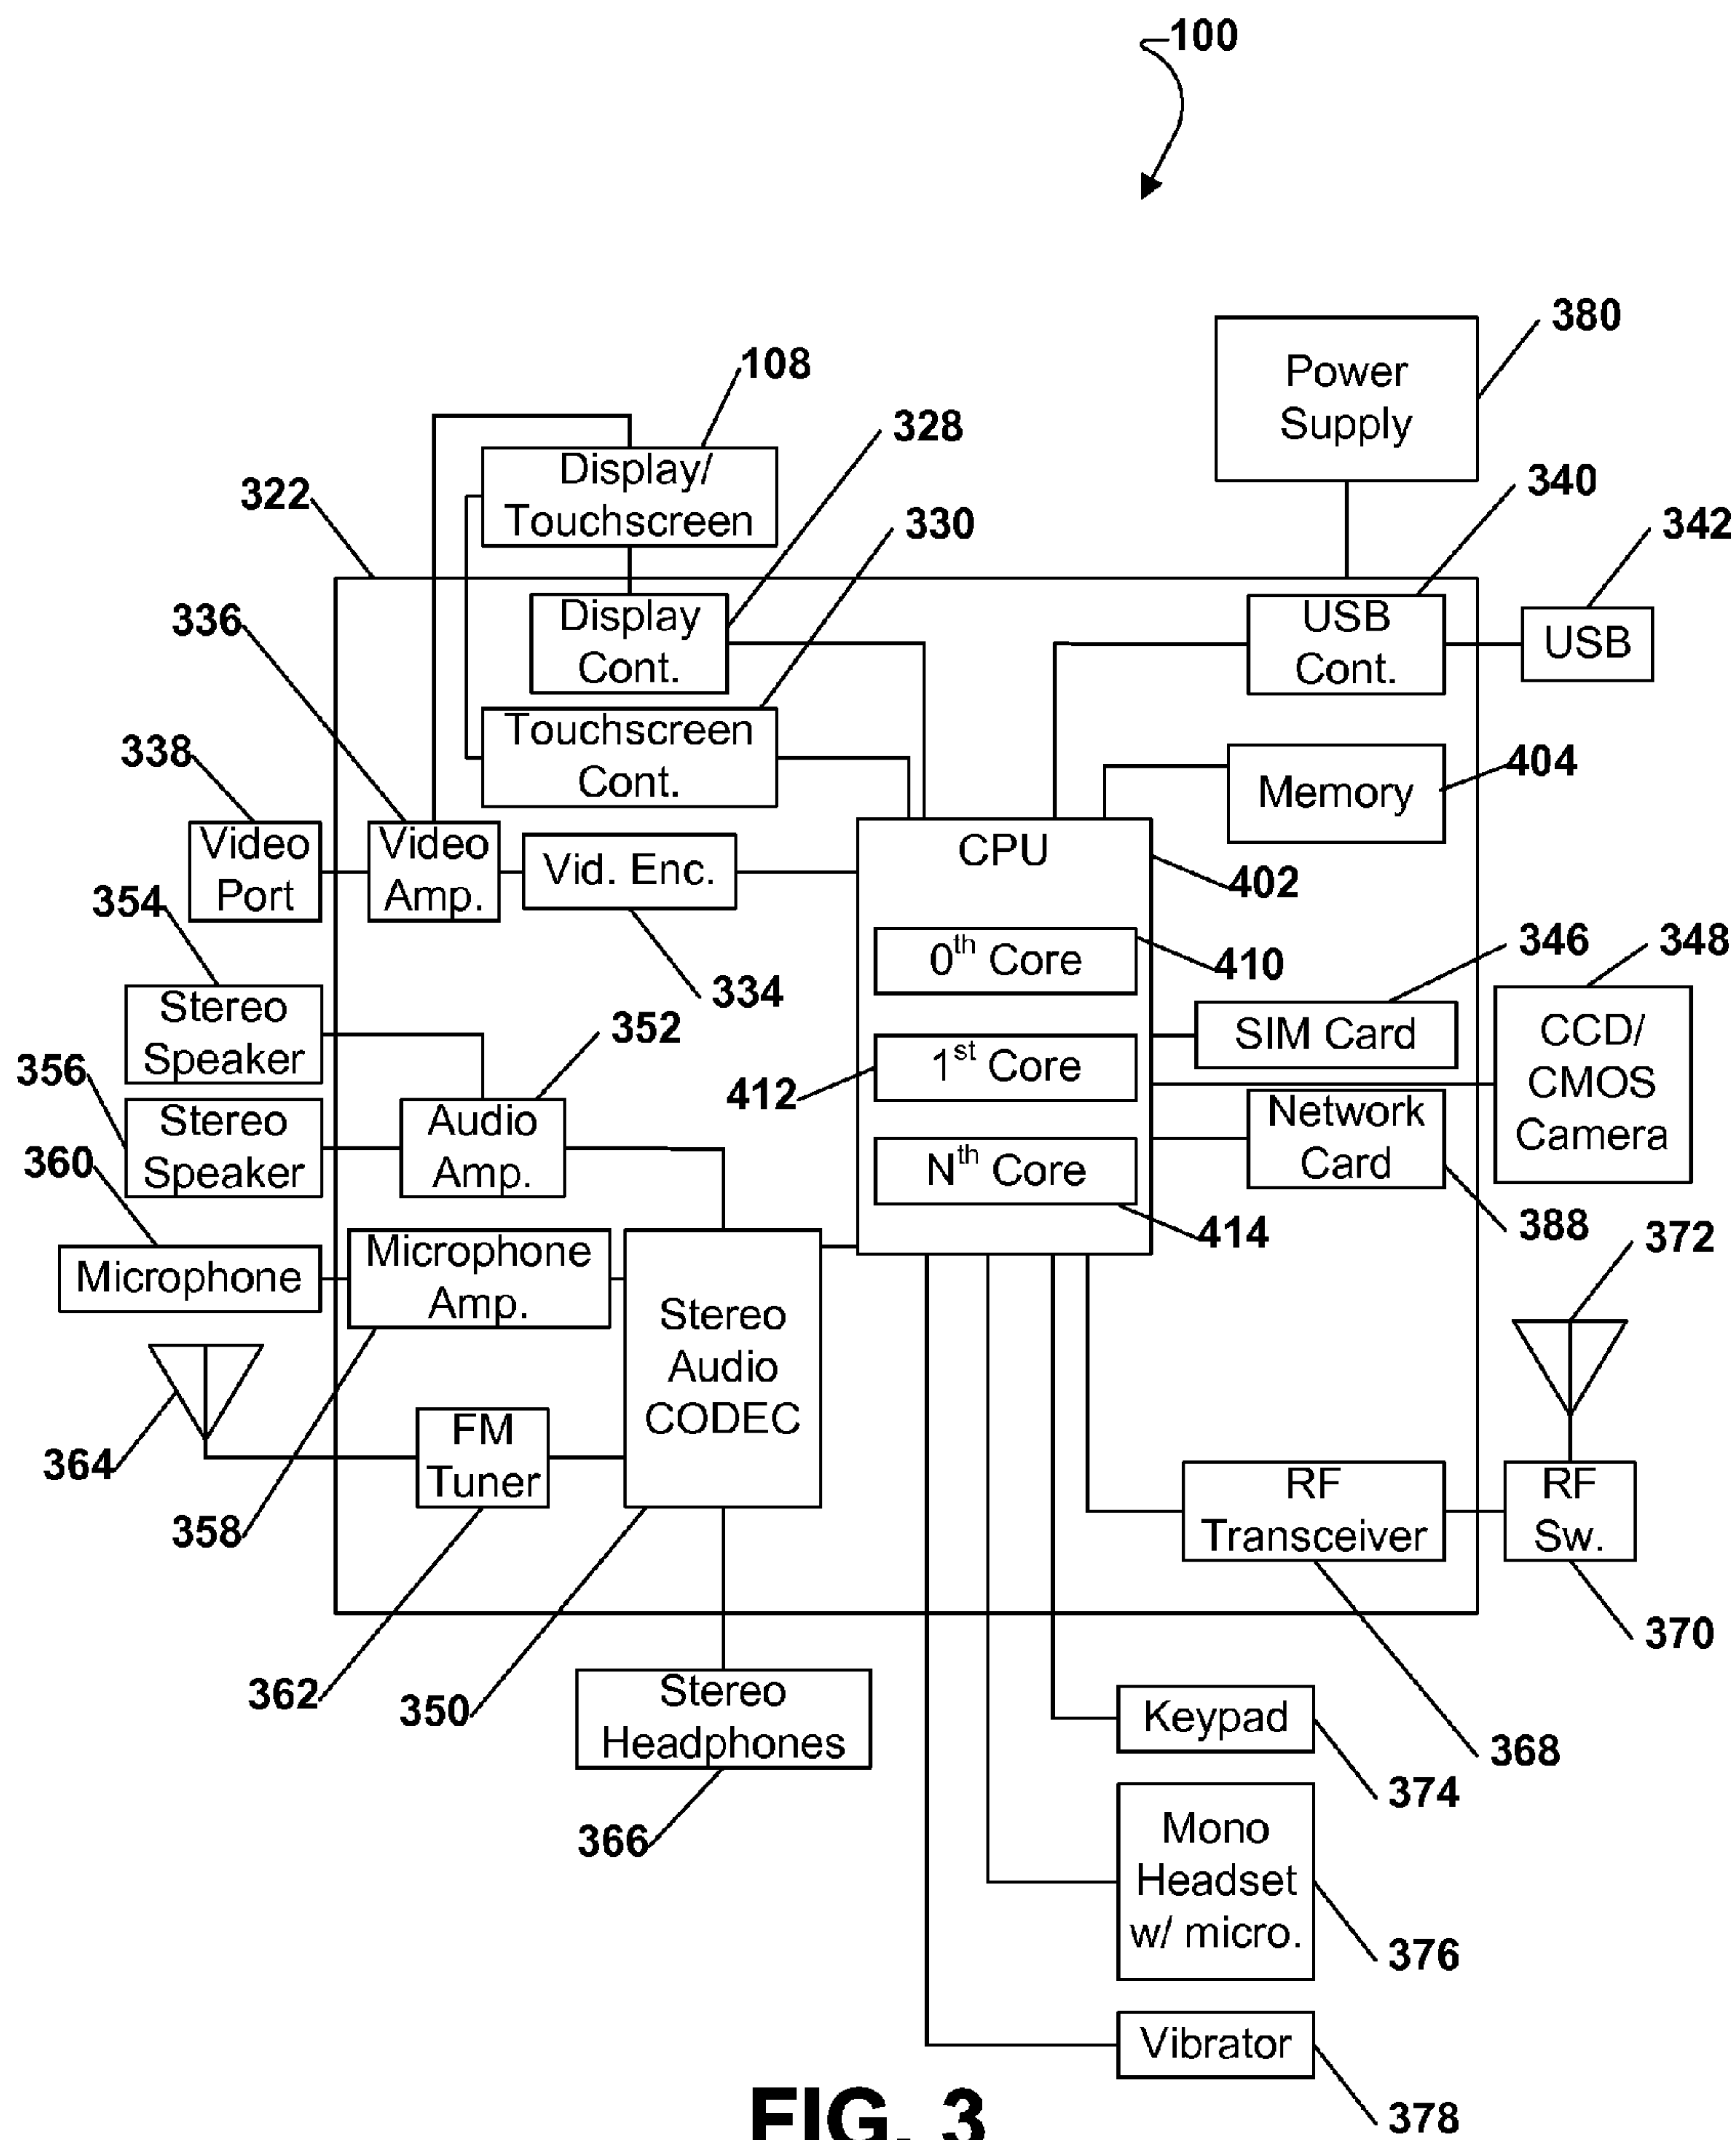 100
380
Power
Supply
108
328
340
342
322
Display/
Touchscreen
330
336
Display
Cont.
USB
Cont.
USB
338
Touchscreen
Cont.
404
Memory
Video
Port
Video
Amp.
Vid. Enc.
CPU
402
354
0th Core
410
346
348
334
Stereo
Speaker
352
SIM Card
CCD/
CMOS
Camera
356
1st Core
412
Stereo
Speaker
Audio
Amp.
Network
Card
360
Nth Core
414
388
372
Microphone
Microphone
Amp.
Stereo
Audio
CODEC
364
FM
Tuner
RF
Transceiver
RF
Sw.
358
370
362
350
Stereo
Headphones
Keypad
368
374
366
Mono
Headset
w/ micro.
376
Vibrator
378
FIG. 3